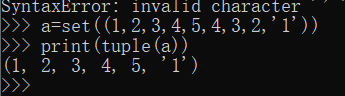 SyntaxError: invalid character
>>> a=set((1,2,3,4,5,4,3,2,'1'))
>>> print(tuple(a))
(1, 2, 3, 4, 5, '1')
>>>